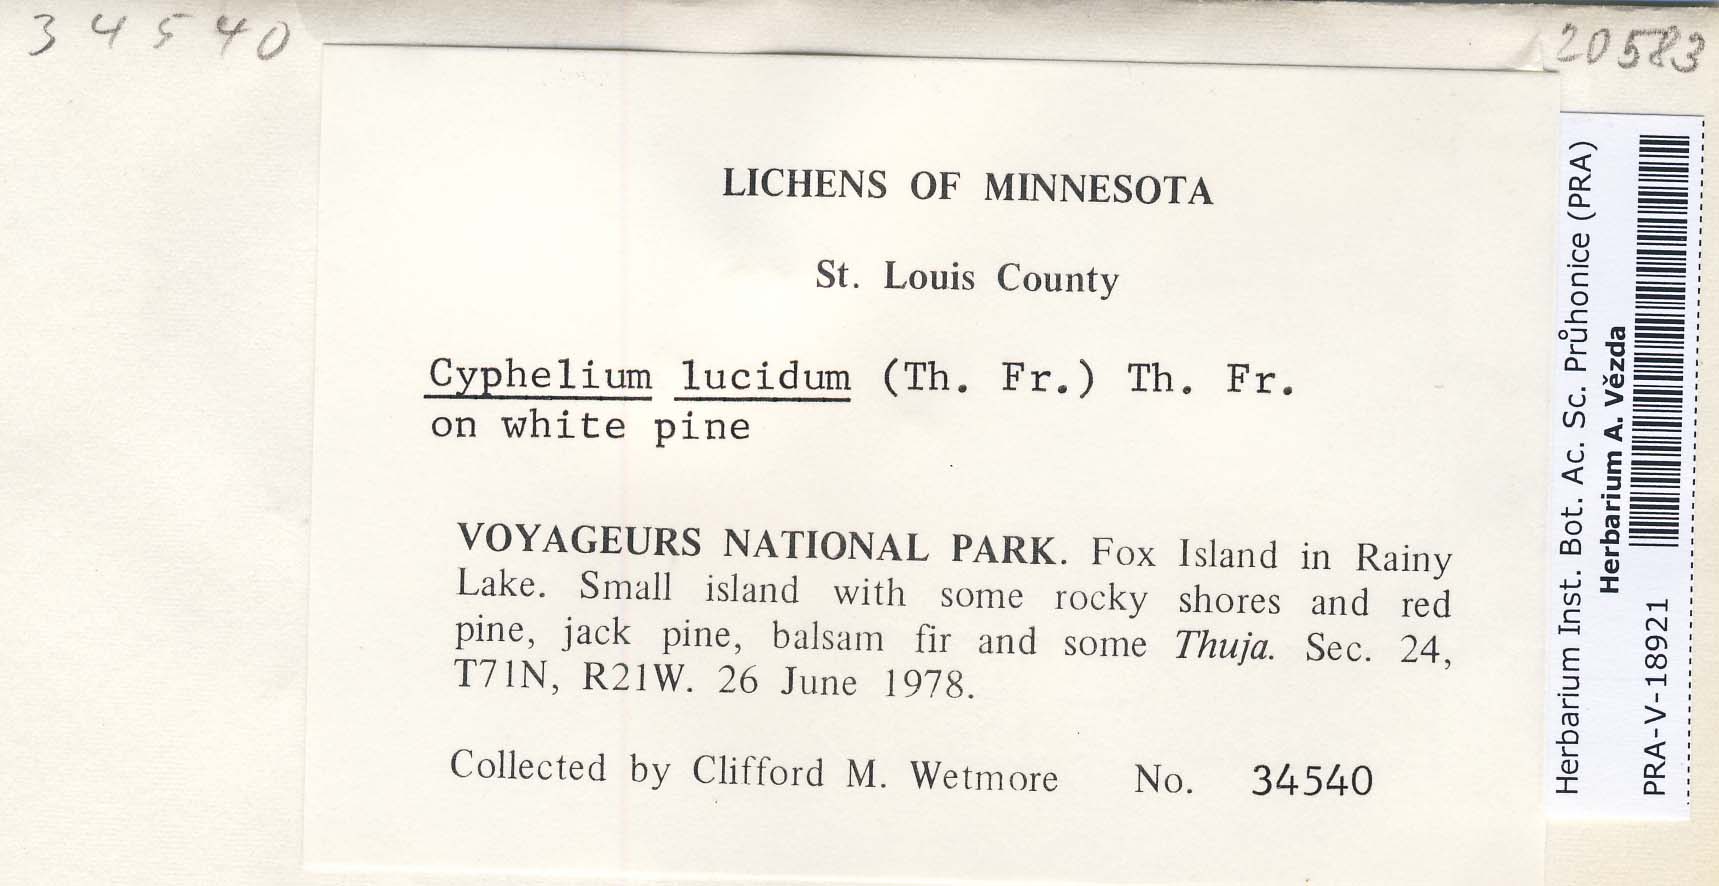 34540
20583
LICHENS OF MINNESOTA
St. Louis County
Cyphelium lucidum (Th. Fr.) Th. Fr.
on white pine
VOYAGEURS NATIONAL PARK. Fox Island in Rainy
Lake. Small island with some rocky shores and red
pine, jack pine, balsam fir and some Thuja. Sec. 24,
T71N, R21W. 26 June 1978.
Collected by Clifford M. Wetmore No. 34540
Herbarium Inst. Bot. Ac. Sc. Průhonice (PRA)
Herbarium A. Vězda
PRA-V-18921